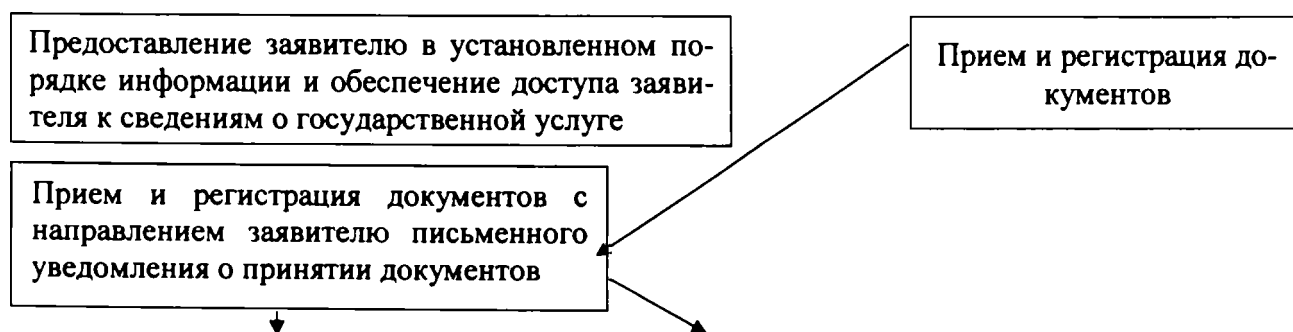 Предоставление заявителю в установленном по-
рядке информации и обеспечение доступа заяви-
теля к сведениям о государственной услуге
Прием и регистрация до-
кументов
Прием и регистрация документов с
направлением заявителю письменного
уведомления о принятии документов